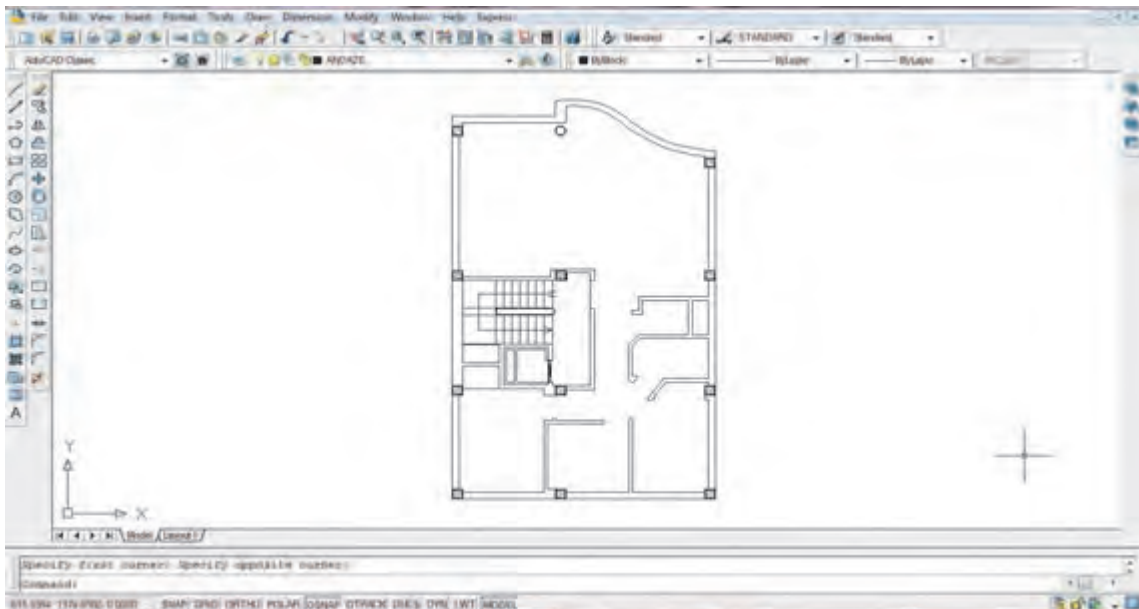 File Edit View Insert Format Tools Draw Dimension Modify Window Help Express
Standard STANDARD Standard
AutoCAD Classic ANDAZE ByBlock ByLayer ByLayer
Y
X
A
Model Layout1
Specify first corner: Specify opposite corner:
Command:
SNAP GRID ORTHO POLAR OSNAP OTRACK DUCS DYN LWT MODEL